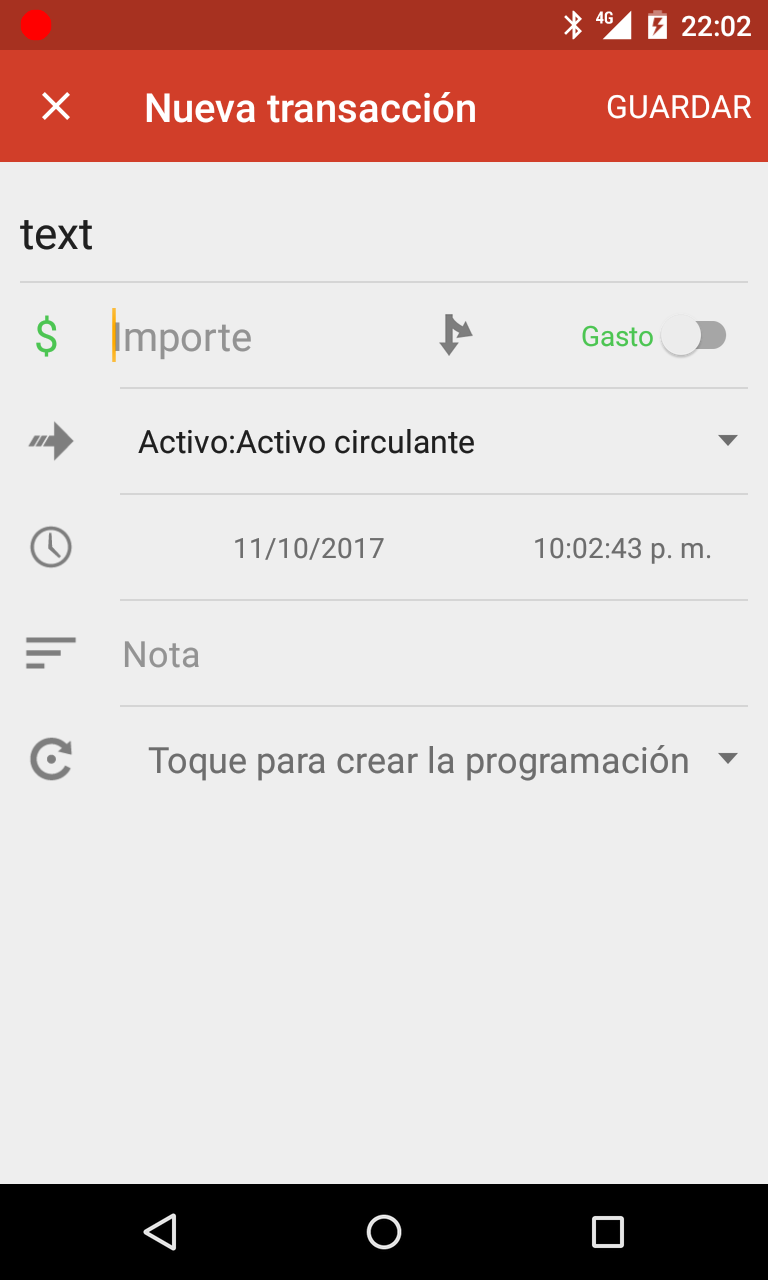 4G 22:02
Nueva transacción GUARDAR
text
$ Importe Gasto
Activo:Activo circulante
11/10/2017 10:02:43 p. m.
Nota
Toque para crear la programación